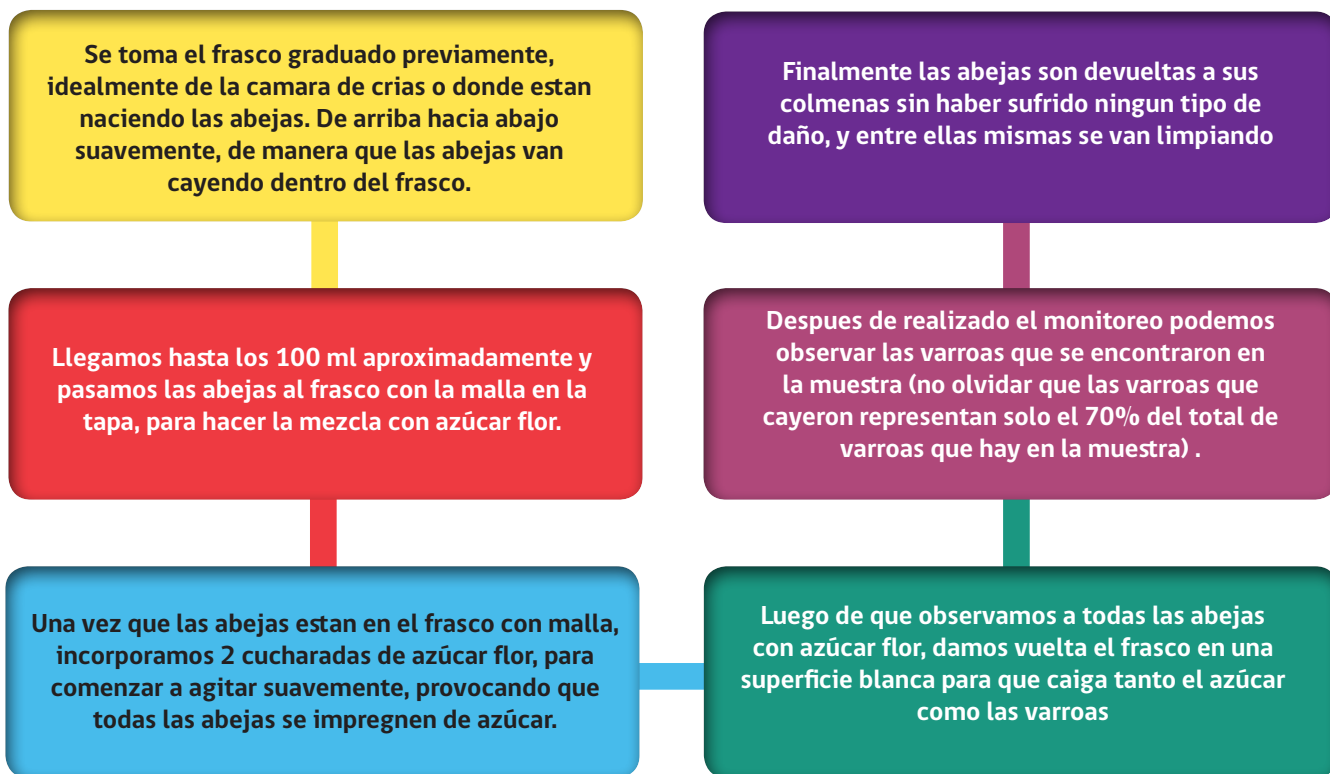 Se toma el frasco graduado previamente,
idealmente de la camara de crias o donde estan
naciendo las abejas. De arriba hacia abajo
suavemente, de manera que las abejas van
cayendo dentro del frasco.
Llegamos hasta los 100 ml aproximadamente y
pasamos las abejas al frasco con la malla en la
tapa, para hacer la mezcla con azúcar flor.
Una vez que las abejas estan en el frasco con malla,
incorporamos 2 cucharadas de azúcar flor, para
comenzar a agitar suavemente, provocando que
todas las abejas se impregnen de azúcar.
Luego de que observamos a todas las abejas
con azúcar flor, damos vuelta el frasco en una
superficie blanca para que caiga tanto el azúcar
como las varroas
Despues de realizado el monitoreo podemos
observar las varroas que se encontraron en
la muestra (no olvidar que las varroas que
cayeron representan solo el 70% del total de
varroas que hay en la muestra) .
Finalmente las abejas son devueltas a sus
colmenas sin haber sufrido ningun tipo de
daño, y entre ellas mismas se van limpiando